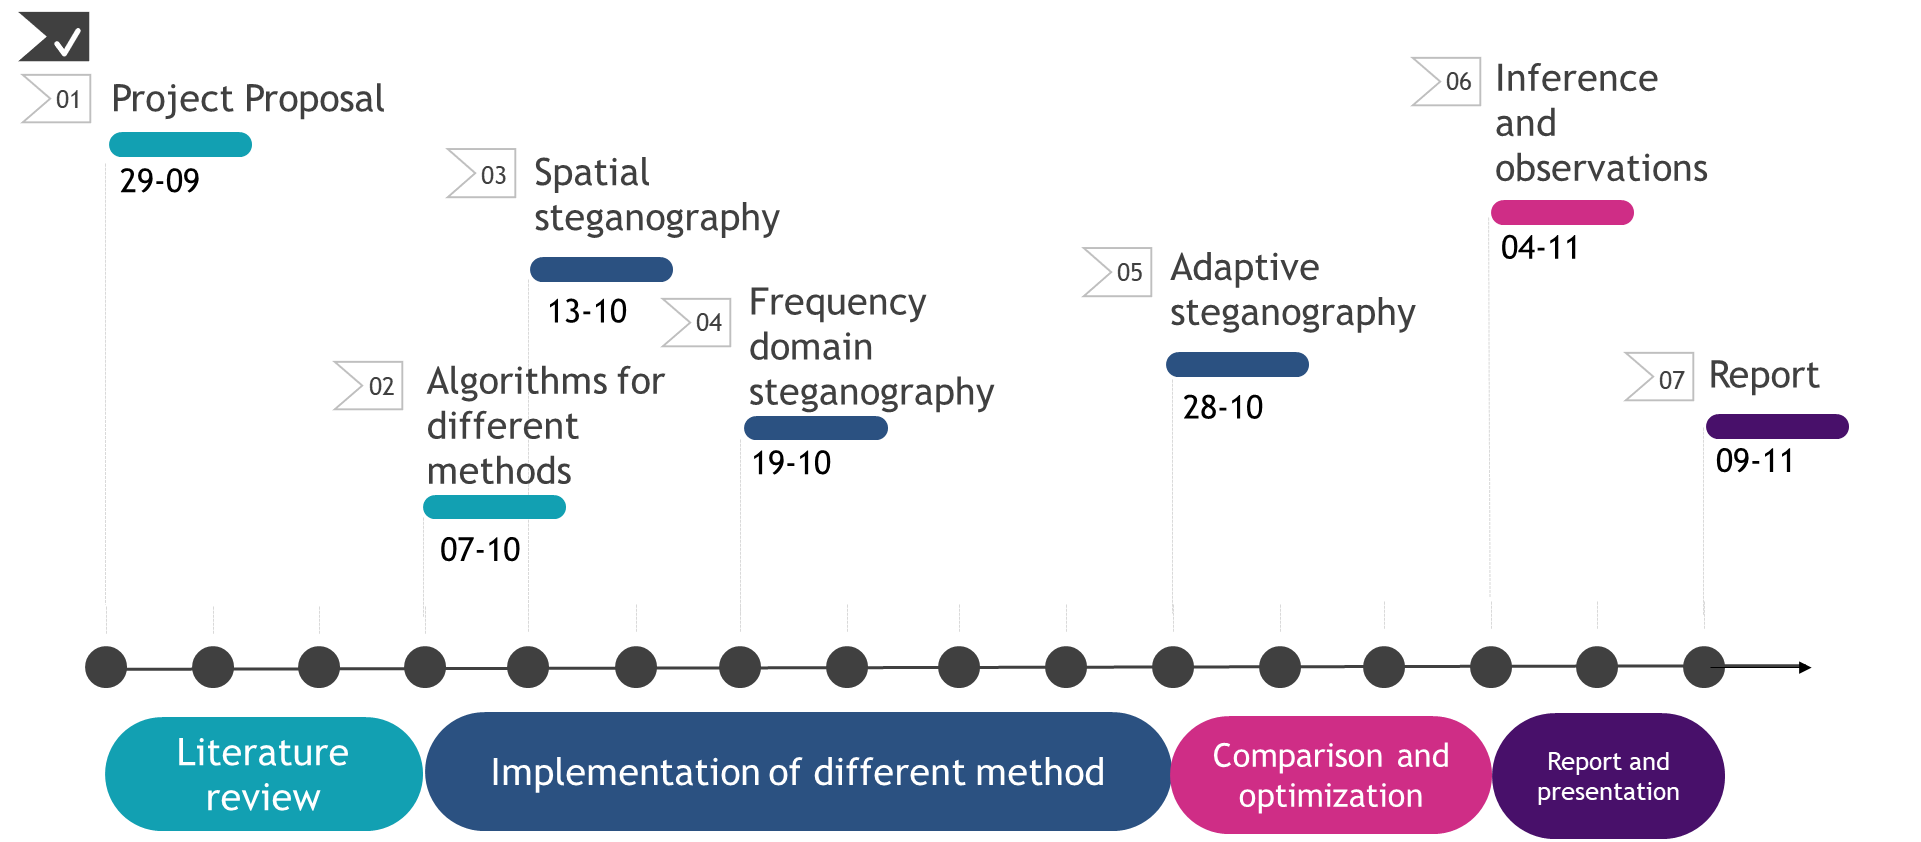 01
Project Proposal
29-09
02
Algorithms for
different
methods
07-10
03
Spatial
steganography
13-10
04
Frequency
domain
steganography
19-10
05
Adaptive
steganography
28-10
06
Inference
and
observations
04-11
07
Report
09-11
Literature
review
Implementation of different method
Comparison and
optimization
Report and
presentation